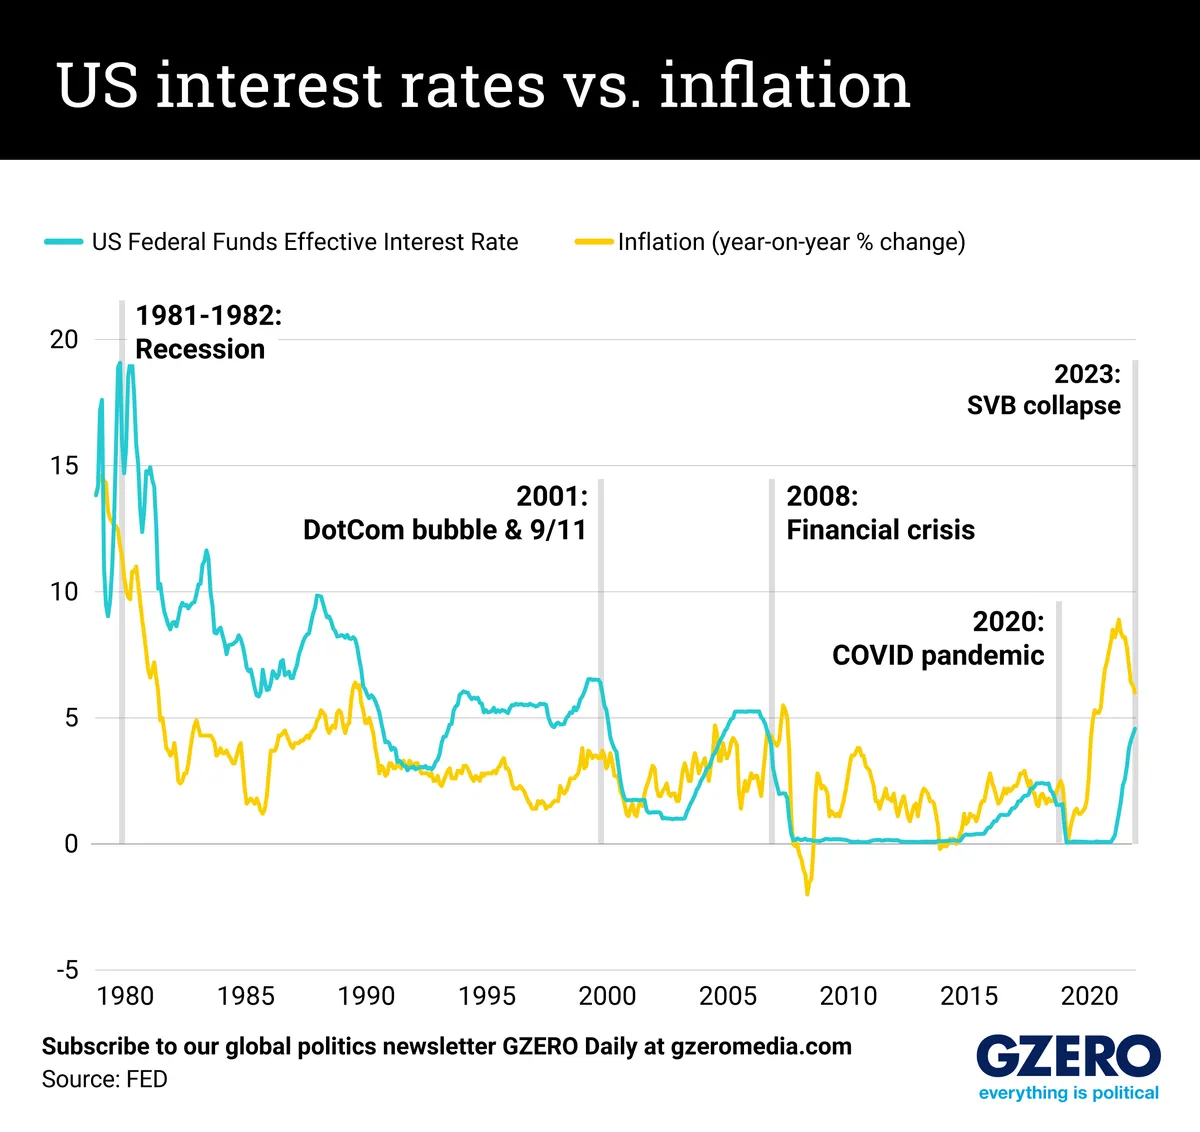 US interest rates vs. inflation
US Federal Funds Effective Interest Rate
Inflation (year-on-year % change)
1981-1982:
Recession
2023:
SVB collapse
2001:
DotCom bubble & 9/11
2008:
Financial crisis
2020:
COVID pandemic
20
15
10
5
0
-5
1980 1985 1990 1995 2000 2005 2010 2015 2020
Subscribe to our global politics newsletter GZERO Daily at gzeromedia.com
Source: FED
GZERO
everything is political